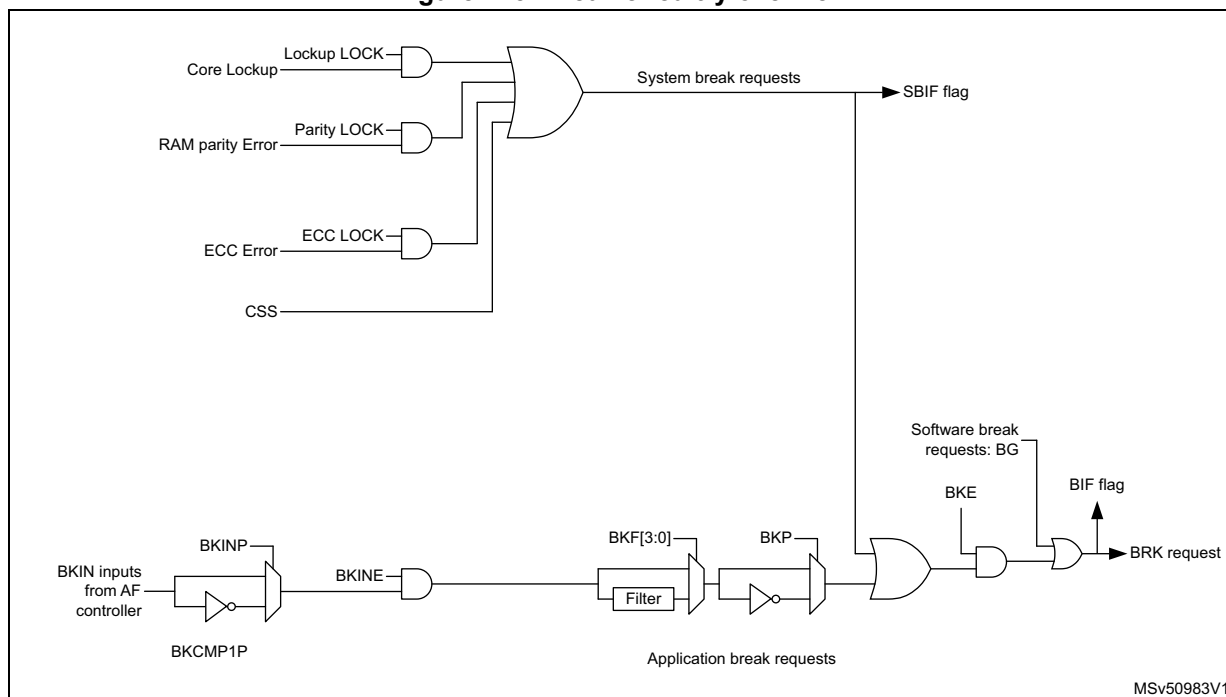 Lockup LOCK
Core Lockup
System break requests
SBIF flag
Parity LOCK
RAM parity Error
ECC LOCK
ECC Error
CSS
Software break
requests: BG
BKE
BIF flag
BKINP
BKF[3:0]
BKP
BRK request
BKIN inputs
from AF
controller
BKINE
Filter
BKCMP1P
Application break requests
MSv50983V1